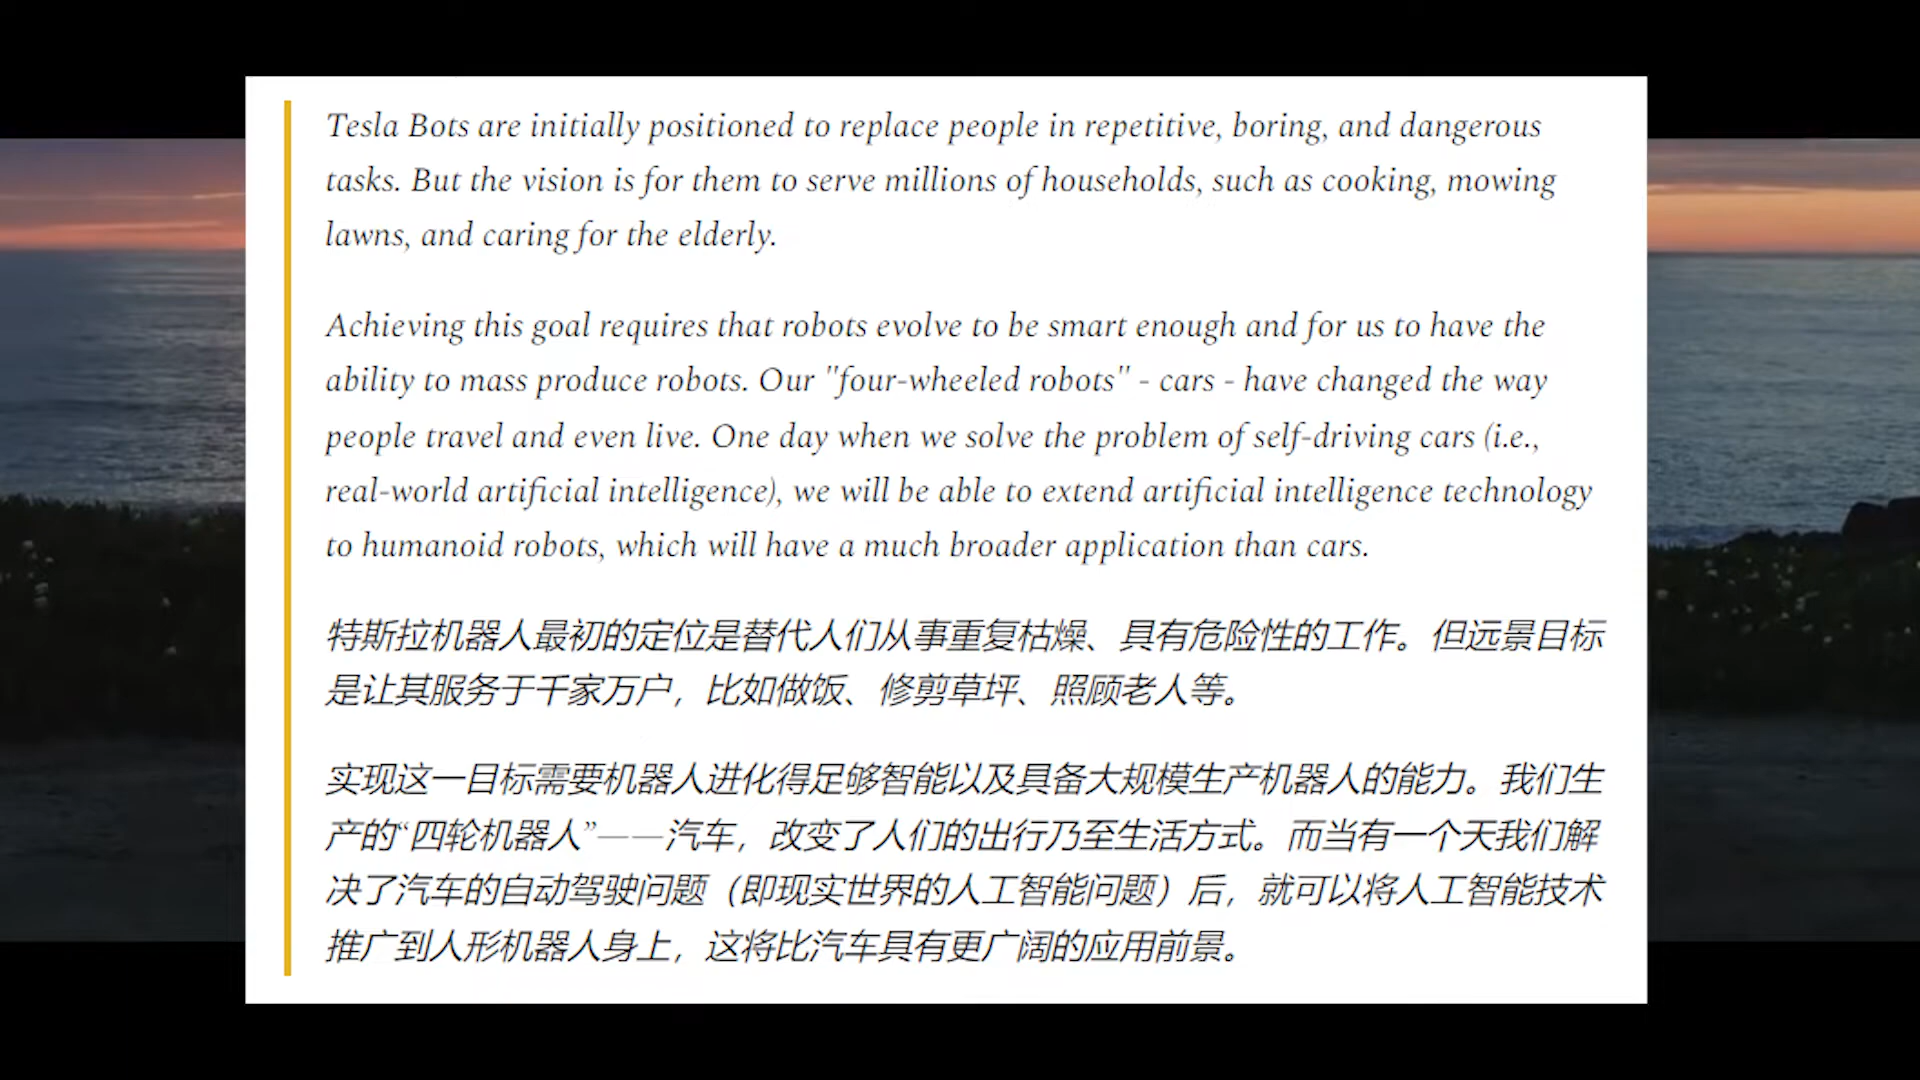 Tesla Bots are initially positioned to replace people in repetitive, boring, and dangerous
tasks. But the vision is for them to serve millions of households, such as cooking, mowing
lawns, and caring for the elderly.
Achieving this goal requires that robots evolve to be smart enough and for us to have the
ability to mass produce robots. Our "four-wheeled robots" - cars - have changed the way
people travel and even live. One day when we solve the problem of self-driving cars (i.e.,
real-world artificial intelligence), we will be able to extend artificial intelligence technology
to humanoid robots, which will have a much broader application than cars.
特斯拉机器人最初的定位是替代人们从事重复枯燥、具有危险性的工作。但远景目标
是让其服务于千家万户，比如做饭、修剪草坪、照顾老人等。
实现这一目标需要机器人进化得足够智能以及具备大规模生产机器人的能力。我们生
产的“四轮机器人”——汽车，改变了人们的出行乃至生活方式。而当有一个天我们解
决了汽车的自动驾驶问题（即现实世界的人工智能问题）后，就可以将人工智能技术
推广到人形机器人身上，这将比汽车具有更广阔的应用前景。